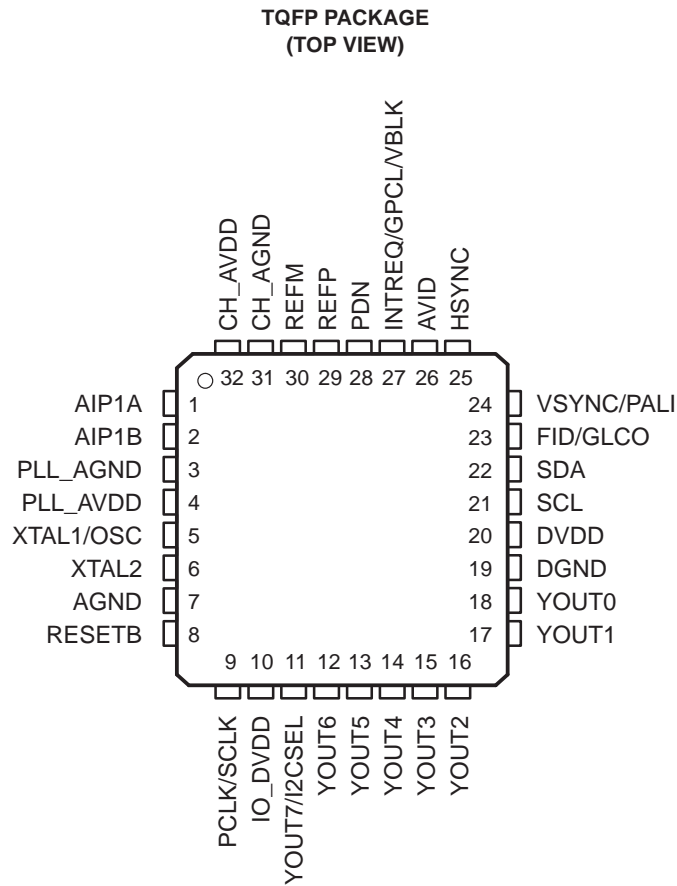 TQFP PACKAGE
(TOP VIEW)
CH_AVDD
CH_AGND
REFM
REFP
PDN
INTREQ/GPCL/VBLK
AVID
HSYNC
32 31 30 29 28 27 26 25
AIP1A 1
AIP1B 2
PLL_AGND 3
PLL_AVDD 4
XTAL1/OSC 5
XTAL2 6
AGND 7
RESETB 8
24 VSYNC/PALI
23 FID/GLCO
22 SDA
21 SCL
20 DVDD
19 DGND
18 YOUT0
17 YOUT1
9 10 11 12 13 14 15 16
PCLK/SCLK
IO_DVDD
YOUT7/I2CSEL
YOUT6
YOUT5
YOUT4
YOUT3
YOUT2